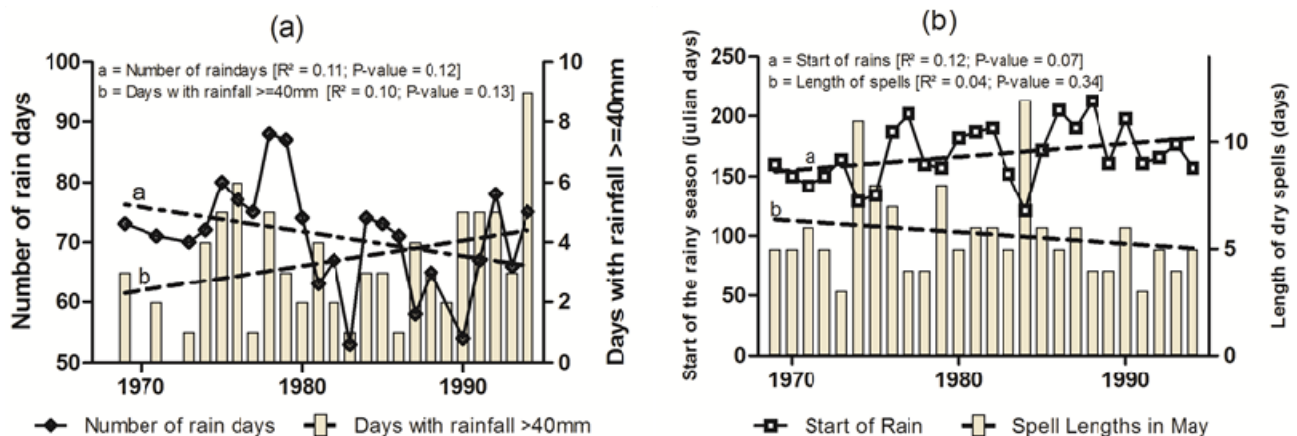 (a)
100
90
80
70
60
50
Number of rain days
a = Number of raindays [R² = 0.11; P-value = 0.12]
b = Days with rainfall >=40mm [R² = 0.10; P-value = 0.13]
a
b
10
8
6
4
2
0
Days with rainfall >=40mm
1970 1980 1990
Number of rain days Days with rainfall >40mm
(b)
250
200
150
100
50
0
Start of the rainy season (julian days)
a = Start of rains [R² = 0.12; P-value = 0.07]
b = Length of spells [R² = 0.04; P-value = 0.34]
a
b
10
5
0
Length of dry spells (days)
1970 1980 1990
Start of Rain Spell Lengths in May